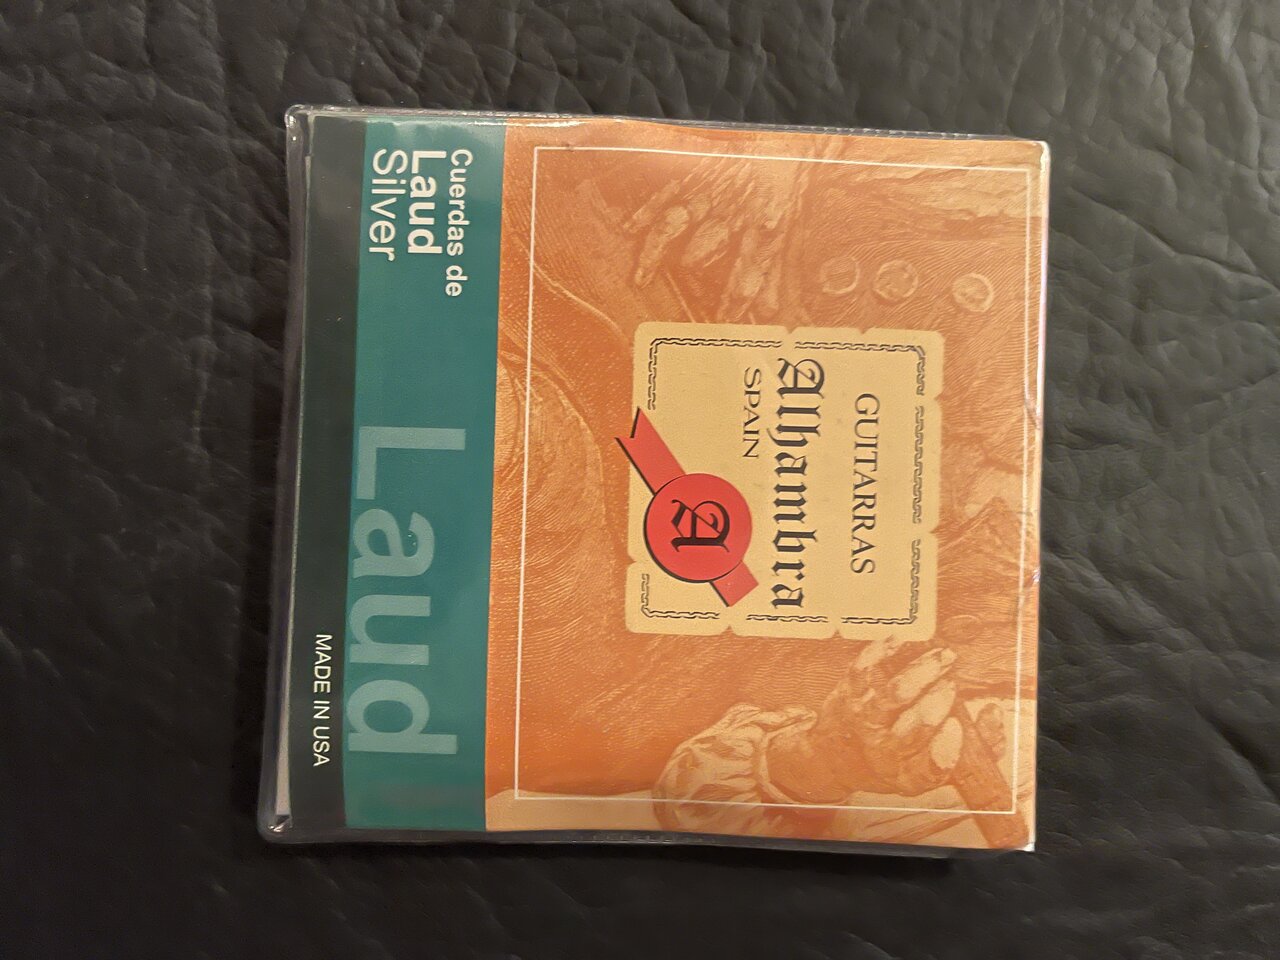 GUITARRAS
Alhambra
SPAIN
A
Cuerdas de
Laud
Silver
Laud
MADE IN USA